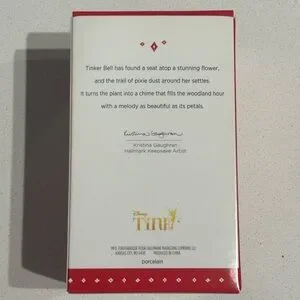 Tinker Bell has found a seat atop a stunning flower,
and the trail of pixie dust around her settles.
It turns the plant into a chime that fills the woodland hour
with a melody as beautiful as its petals.
Kristina Gaughran
Kristina Gaughran
Hallmark Keepsake Artist
Disney
TINK
porcelain